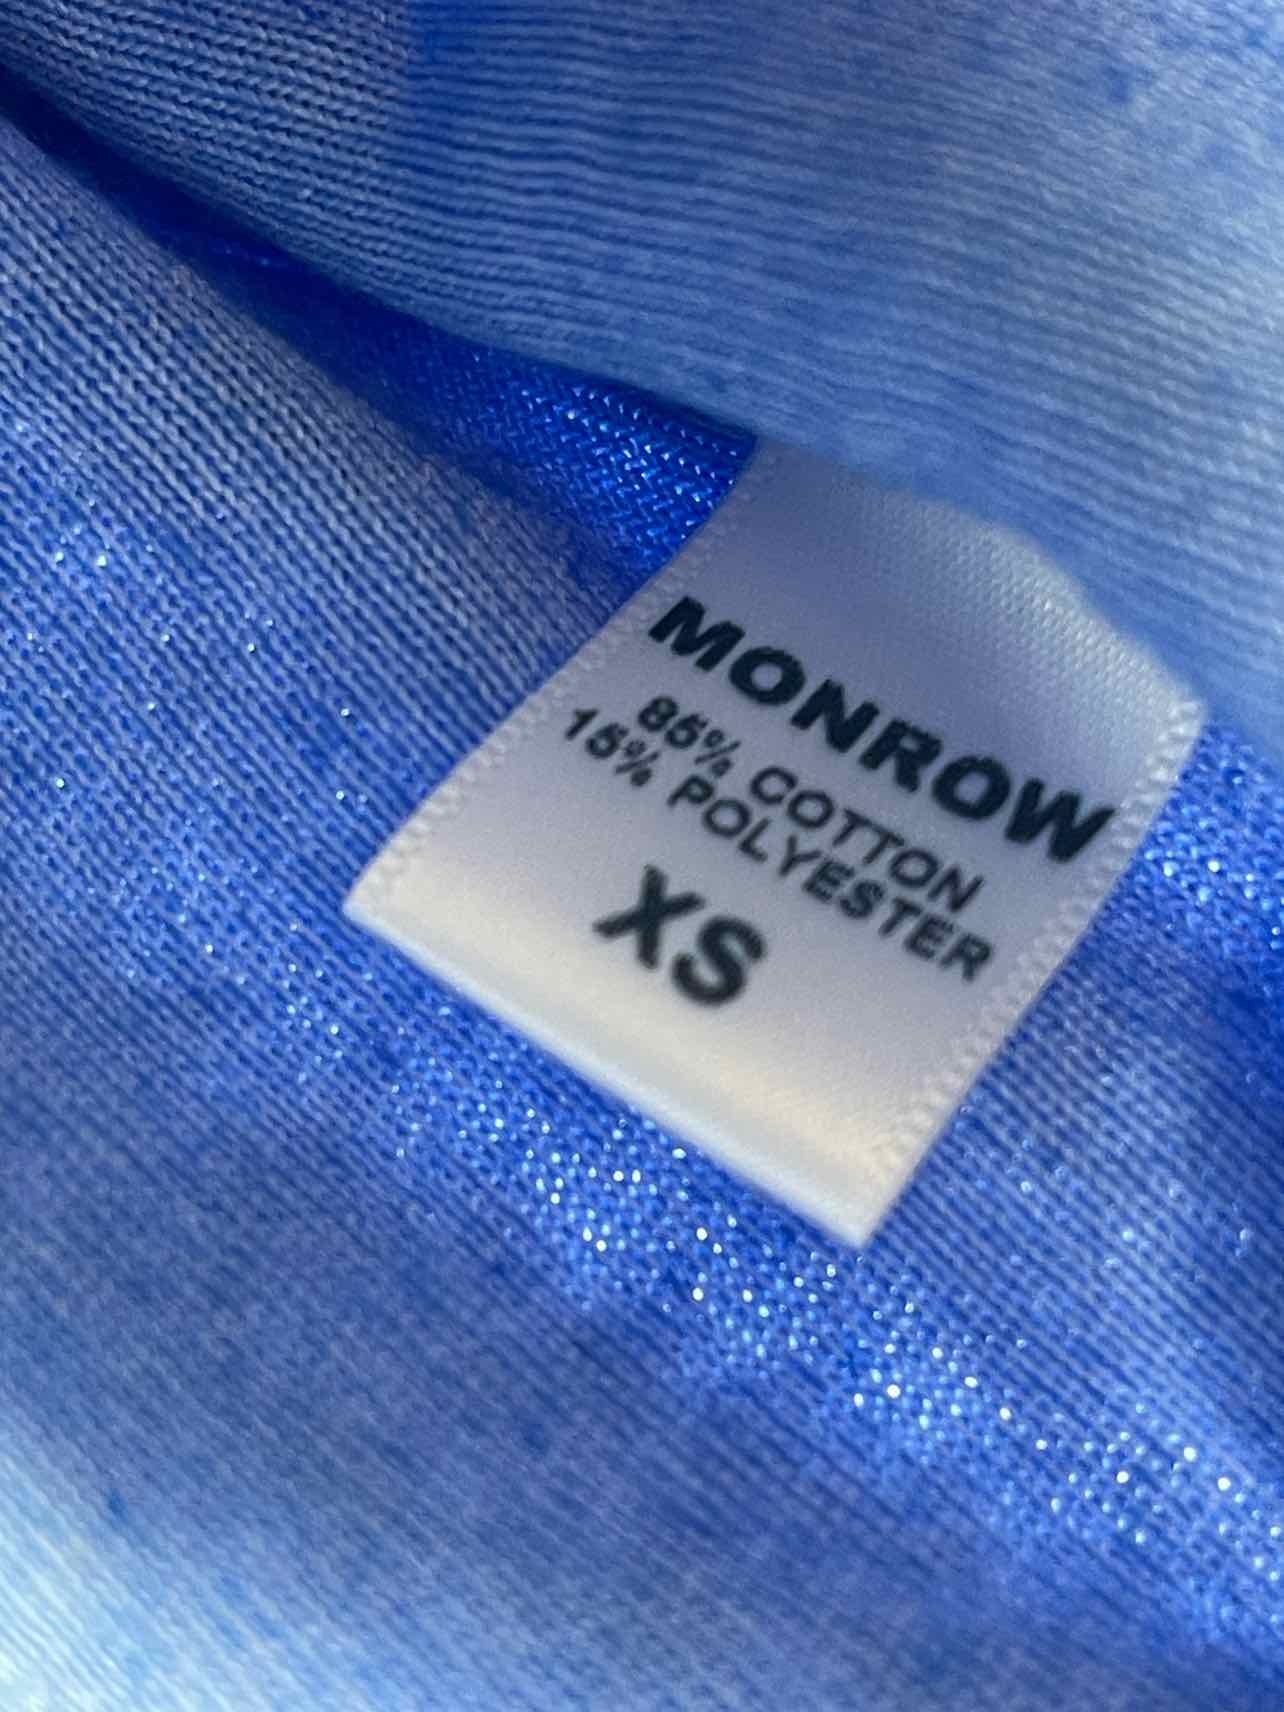 MONROW
85% COTTON
15% POLYESTER
XS